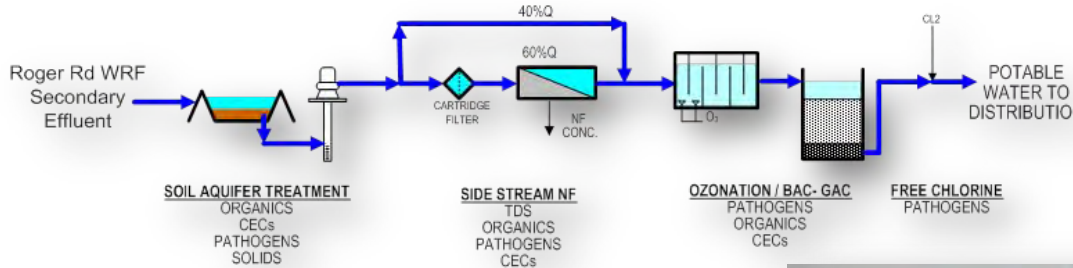 40%Q
CL2
Roger Rd WRF
Secondary
Effluent
60%Q
CARTRIDGE
FILTER
NF
CONC.
O₃
POTABLE
WATER TO
DISTRIBUTIO
SOIL AQUIFER TREATMENT
ORGANICS
CECs
PATHOGENS
SOLIDS
SIDE STREAM NF
TDS
ORGANICS
PATHOGENS
CECs
OZONATION / BAC- GAC
PATHOGENS
ORGANICS
CECs
FREE CHLORINE
PATHOGENS